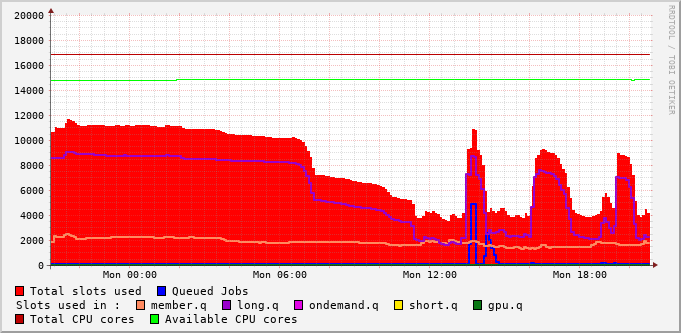 RRDTOOL / TOBI OETIKER
20000
18000
16000
14000
12000
10000
8000
6000
4000
2000
0
Mon 00:00 Mon 06:00 Mon 12:00 Mon 18:00
Total slots used Queued Jobs
Slots used in : member.q long.q ondemand.q short.q gpu.q
Total CPU cores Available CPU cores